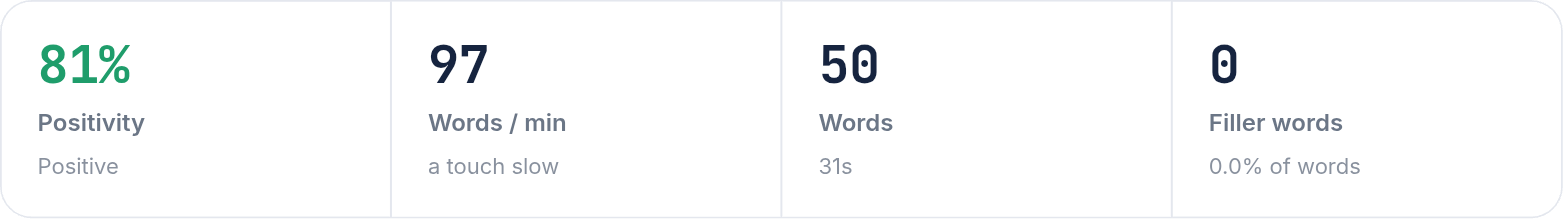 81%
Positivity
Positive
97
Words / min
a touch slow
50
Words
31s
0
Filler words
0.0% of words